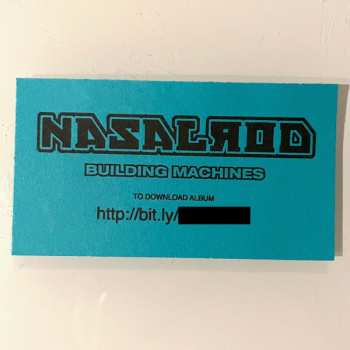 NASALROD
BUILDING MACHINES
TO DOWNLOAD ALBUM
http://bit.ly/